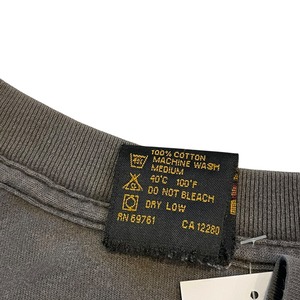 100% COTTON
MACHINE WASH
MEDIUM
40°C 100°F
DO NOT BLEACH
DRY LOW
RN 69761 CA 12280